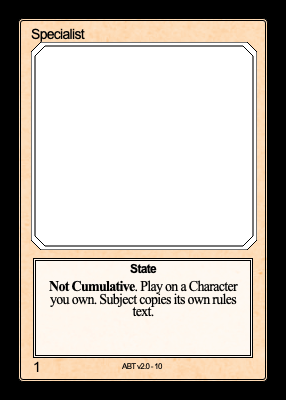 Specialist
State
Not Cumulative. Play on a Character
you own. Subject copies its own rules
text.
1
ABT v2.0 - 10